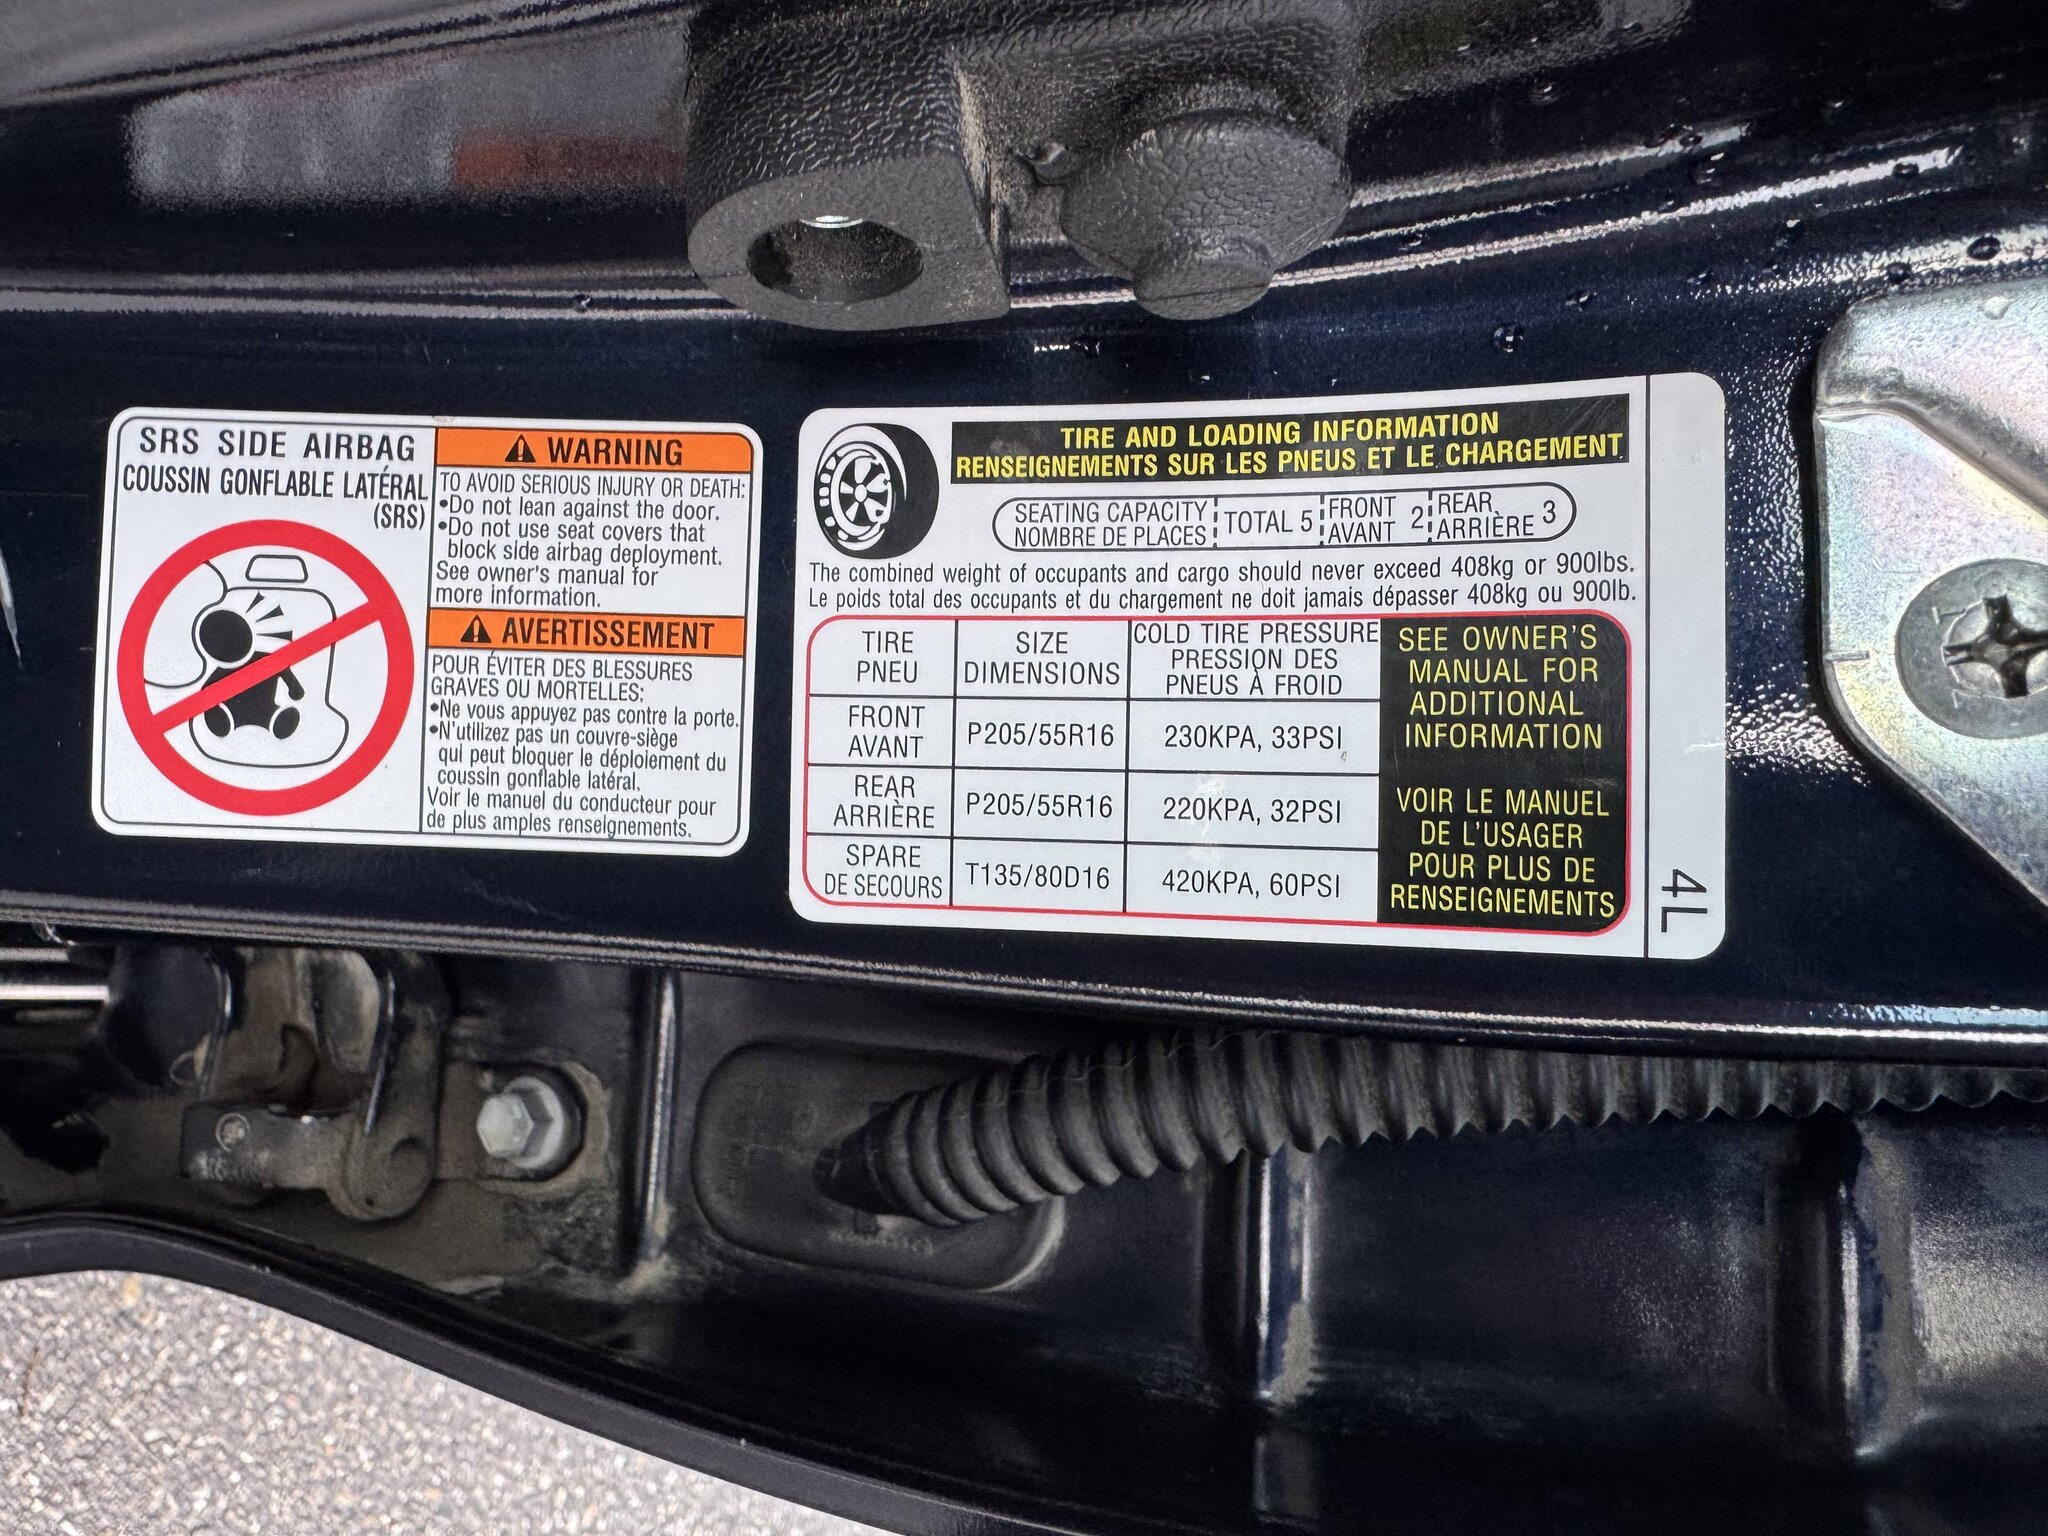 SRS SIDE AIRBAG
COUSSIN GONFLABLE LATÉRAL
(SRS)
WARNING
TO AVOID SERIOUS INJURY OR DEATH:
•Do not lean against the door.
•Do not use seat covers that
block side airbag deployment.
See owner's manual for
more information.
AVERTISSEMENT
POUR ÉVITER DES BLESSURES
GRAVES OU MORTELLES:
•Ne vous appuyez pas contre la porte.
•N'utilizez pas un couvre-siège
qui peut bloquer le déploiement du
coussin gonflable latéral.
Voir le manuel du conducteur pour
de plus amples renseignements.
TIRE AND LOADING INFORMATION
RENSEIGNEMENTS SUR LES PNEUS ET LE CHARGEMENT
SEATING CAPACITY
NOMBRE DE PLACES
TOTAL 5
FRONT
AVANT 2
REAR
ARRIÈRE 3
The combined weight of occupants and cargo should never exceed 408kg or 900lbs.
Le poids total des occupants et du chargement ne doit jamais dépasser 408kg ou 900lb.
TIRE
PNEU
SIZE
DIMENSIONS
COLD TIRE PRESSURE
PRESSION DES
PNEUS À FROID
FRONT
AVANT
P205/55R16
230KPA, 33PSI
REAR
ARRIÈRE
P205/55R16
220KPA, 32PSI
SPARE
DE SECOURS
T135/80D16
420KPA, 60PSI
SEE OWNER'S
MANUAL FOR
ADDITIONAL
INFORMATION
VOIR LE MANUEL
DE L'USAGER
POUR PLUS DE
RENSEIGNEMENTS
4L